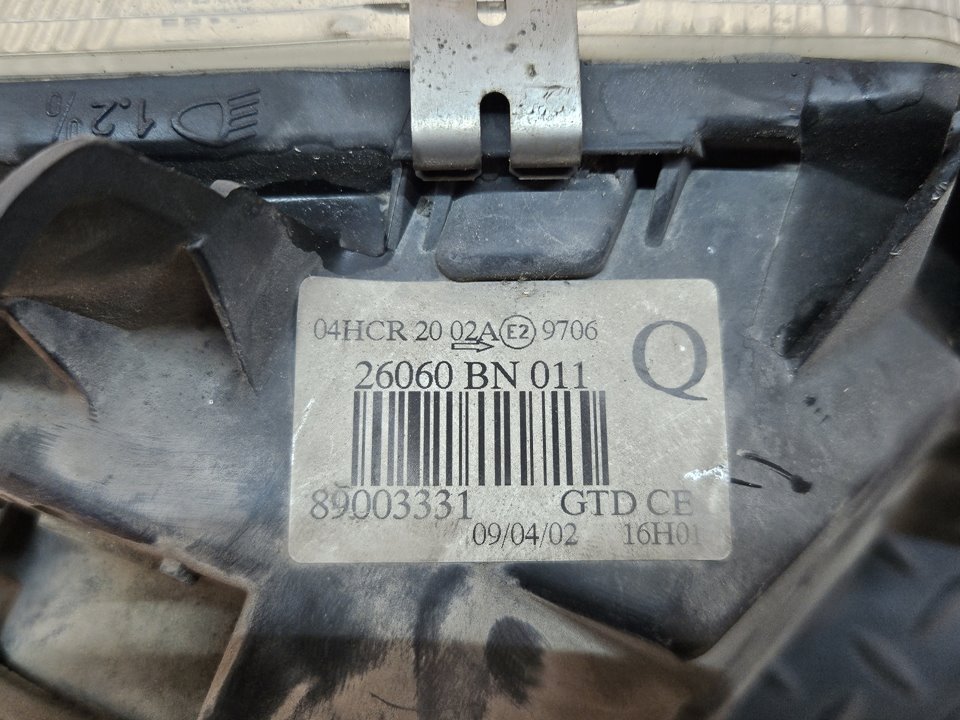 1.2%
04HCR 20 02A E2 9706
Q
26060 BN 011
89003331 GTD CE
09/04/02 16H01